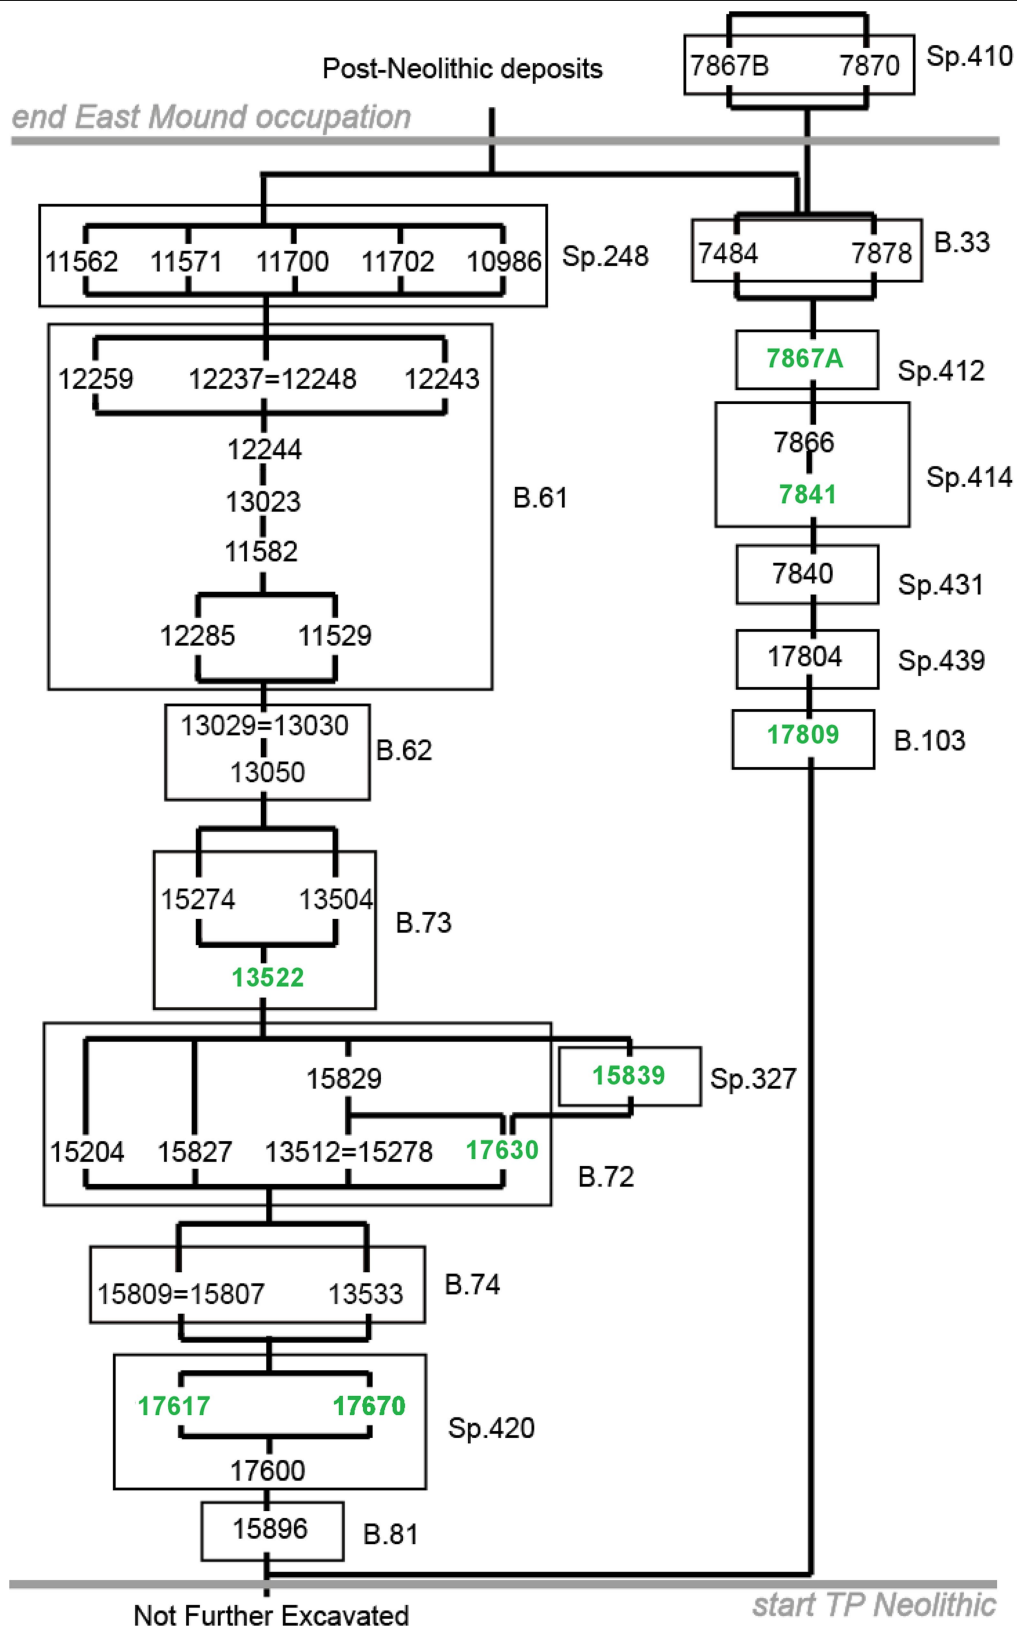 7867B 7870 Sp.410
Post-Neolithic deposits
end East Mound occupation
11562 11571 11700 11702 10986 Sp.248
7484 7878 B.33
12259 12237=12248 12243
7867A Sp.412
12244
7866
13023
7841 Sp.414
B.61
11582
7840 Sp.431
12285 11529
17804 Sp.439
13029=13030
B.62
17809 B.103
13050
15274 13504
B.73
13522
15829
15839 Sp.327
15204 15827 13512=15278 17630
B.72
15809=15807 13533 B.74
17617 17670
Sp.420
17600
15896 B.81
start TP Neolithic
Not Further Excavated